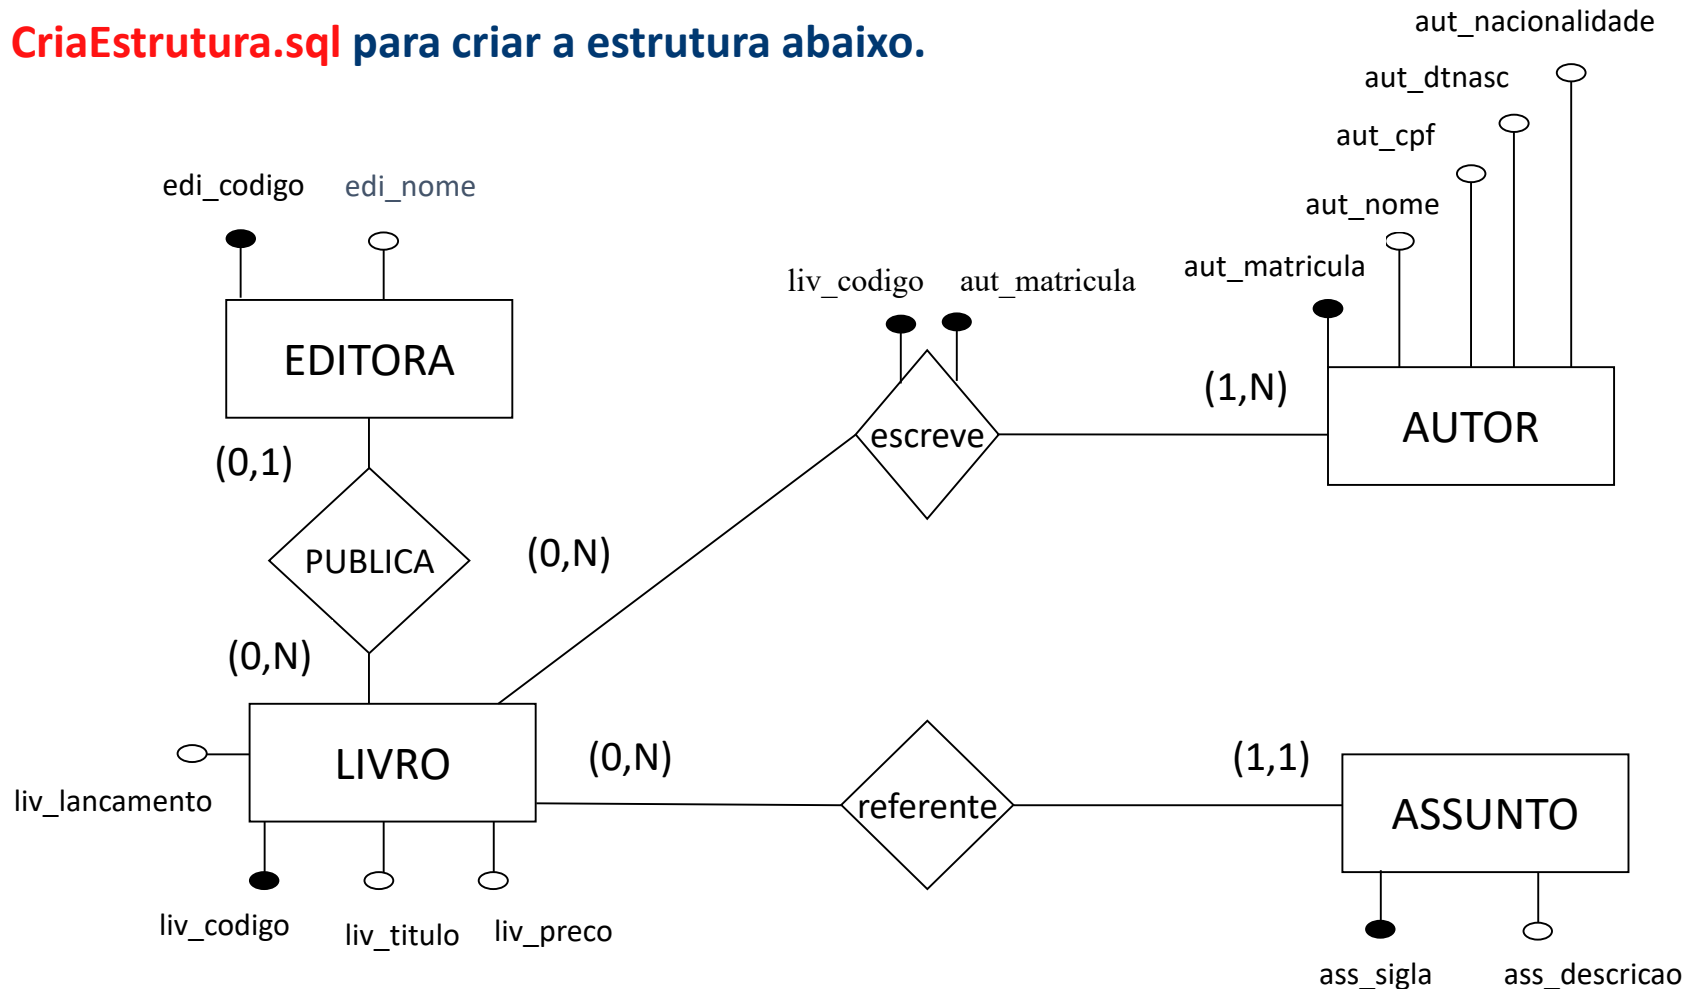 CriaEstrutura.sql para criar a estrutura abaixo.
aut_nacionalidade
aut_dtnasc
aut_cpf
edi_codigo edi_nome
aut_nome
liv_codigo aut_matricula
aut_matricula
EDITORA
(1,N)
AUTOR
escreve
(0,1)
PUBLICA
(0,N)
(0,N)
LIVRO
(0,N)
(1,1)
liv_lancamento
referente
ASSUNTO
liv_codigo
liv_titulo
liv_preco
ass_sigla
ass_descricao